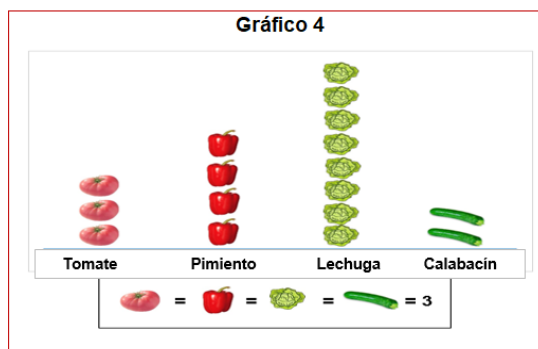 Gráfico 4
Tomate Pimiento Lechuga Calabacín
= = = = 3